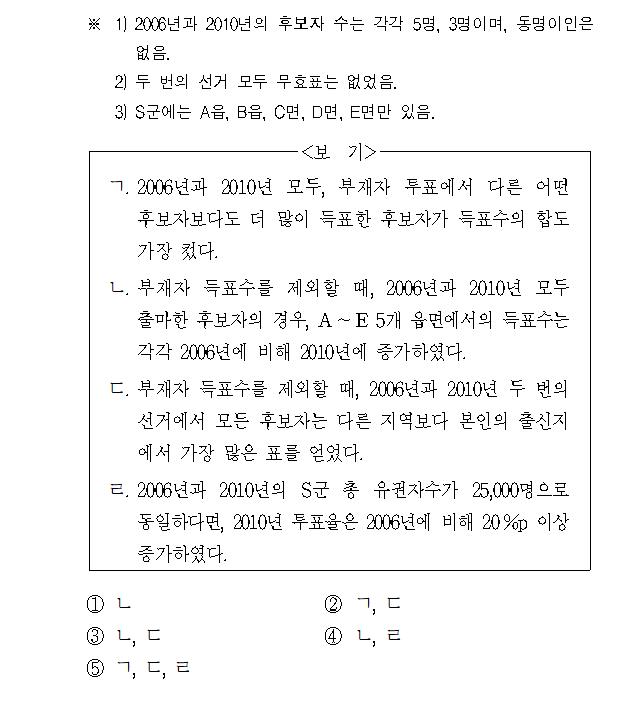 ※ 1) 2006년과 2010년의 후보자 수는 각각 5명, 3명이며, 동명이인은
없음.
2) 두 번의 선거 모두 무효표는 없었음.
3) S군에는 A읍, B읍, C면, D면, E면만 있음.
<보 기>
ㄱ. 2006년과 2010년 모두, 부재자 투표에서 다른 어떤
후보자보다도 더 많이 득표한 후보자가 득표수의 합도
가장 컸다.
ㄴ. 부재자 득표수를 제외할 때, 2006년과 2010년 모두
출마한 후보자의 경우, A ~ E 5개 읍면에서의 득표수는
각각 2006년에 비해 2010년에 증가하였다.
ㄷ. 부재자 득표수를 제외할 때, 2006년과 2010년 두 번의
선거에서 모든 후보자는 다른 지역보다 본인의 출신지
에서 가장 많은 표를 얻었다.
ㄹ. 2006년과 2010년의 S군 총 유권자수가 25,000명으로
동일하다면, 2010년 투표율은 2006년에 비해 20%p 이상
증가하였다.
① ㄴ ② ㄱ, ㄷ
③ ㄴ, ㄷ ④ ㄴ, ㄹ
⑤ ㄱ, ㄷ, ㄹ